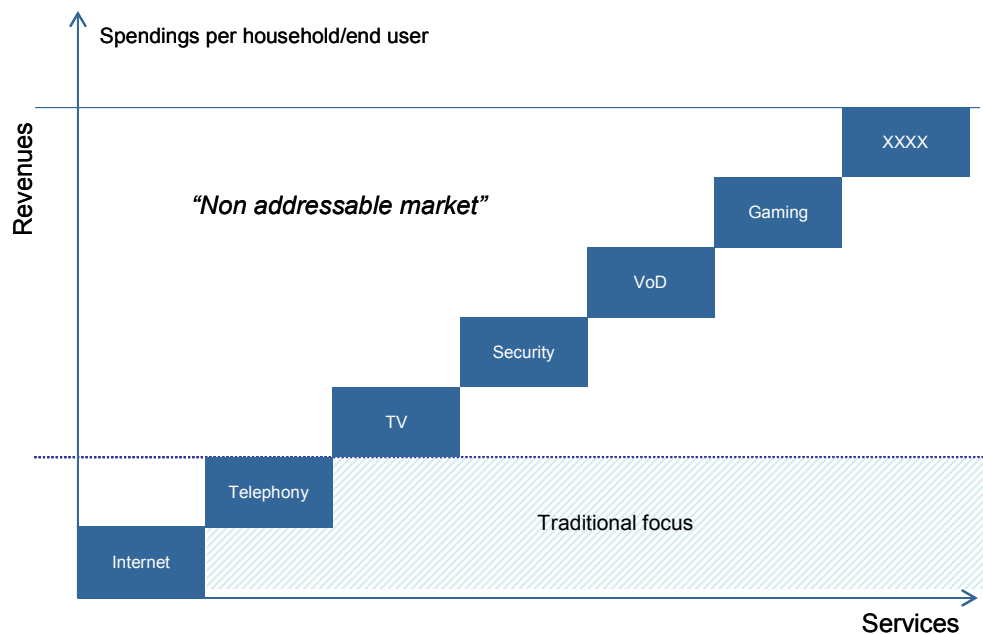 Spendings per household/end user
Revenues
XXXX
“Non addressable market”
Gaming
VoD
Security
TV
Telephony
Traditional focus
Internet
Services